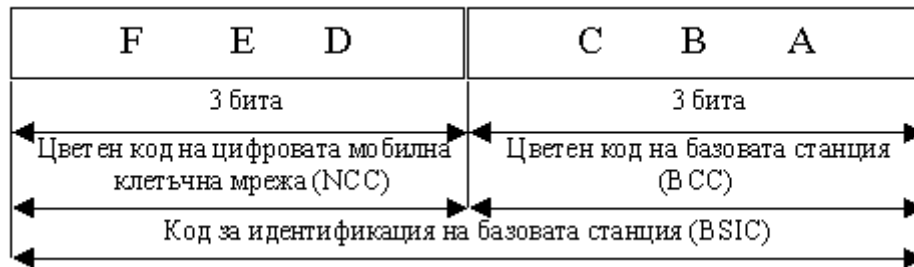 F E D C B A
3 бита 3 бита
Цветен код на цифровата мобилна клетъчна мрежа (NCC)
Цветен код на базовата станция (BCC)
Код за идентификация на базовата станция (BSIC)